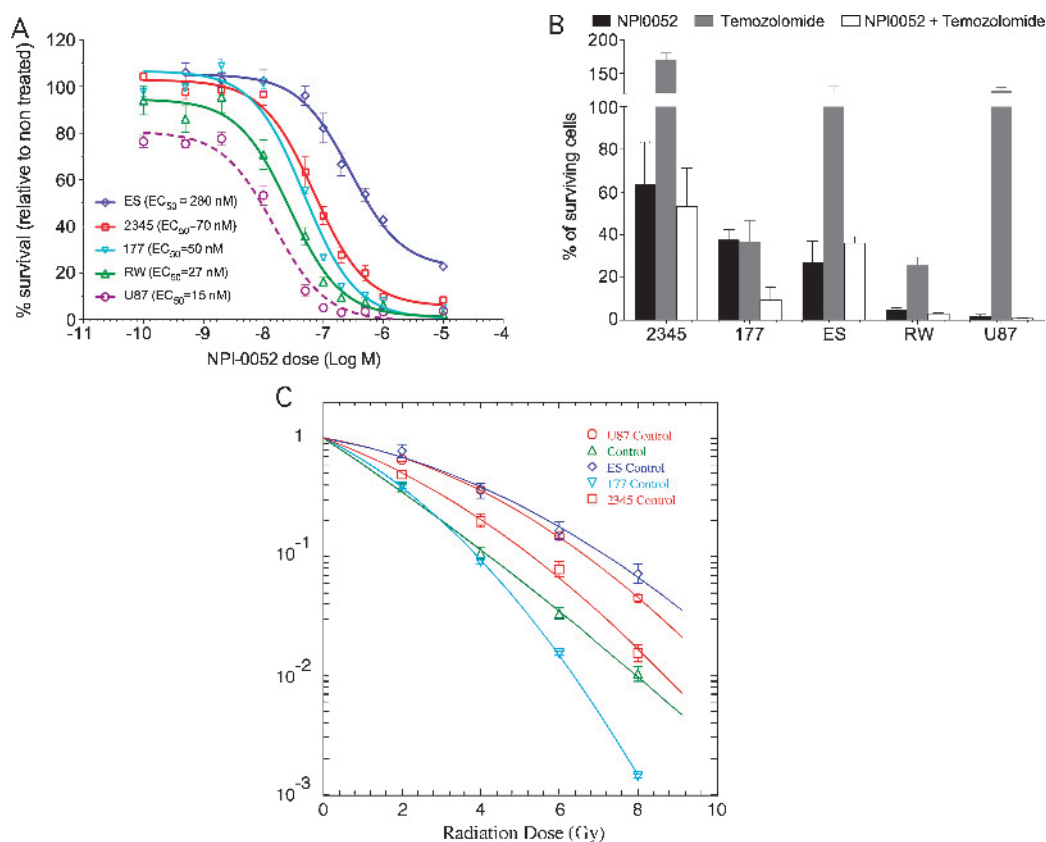 A
% survival (relative to non treated)
120
100
80
60
40
20
0
ES (EC50 = 280 nM)
2345 (EC50=70nM)
177 (EC50=50 nM
RW (EC50=27 nM)
U87 (EC50=15 nM)
-11 -10 -9 -8 -7 -6 -5 -4
NPI-0052 dose (Log M)
B
NPI0052 Temozolomide NPI0052 + Temozolomide
% of surviving cells
200
150
100
60
40
20
0
2345 177 ES RW U87
C
1
10-1
10-2
10-3
U87 Control
Control
ES Control
177 Control
2345 Control
0 2 4 6 8 10
Radiation Dose (Gy)